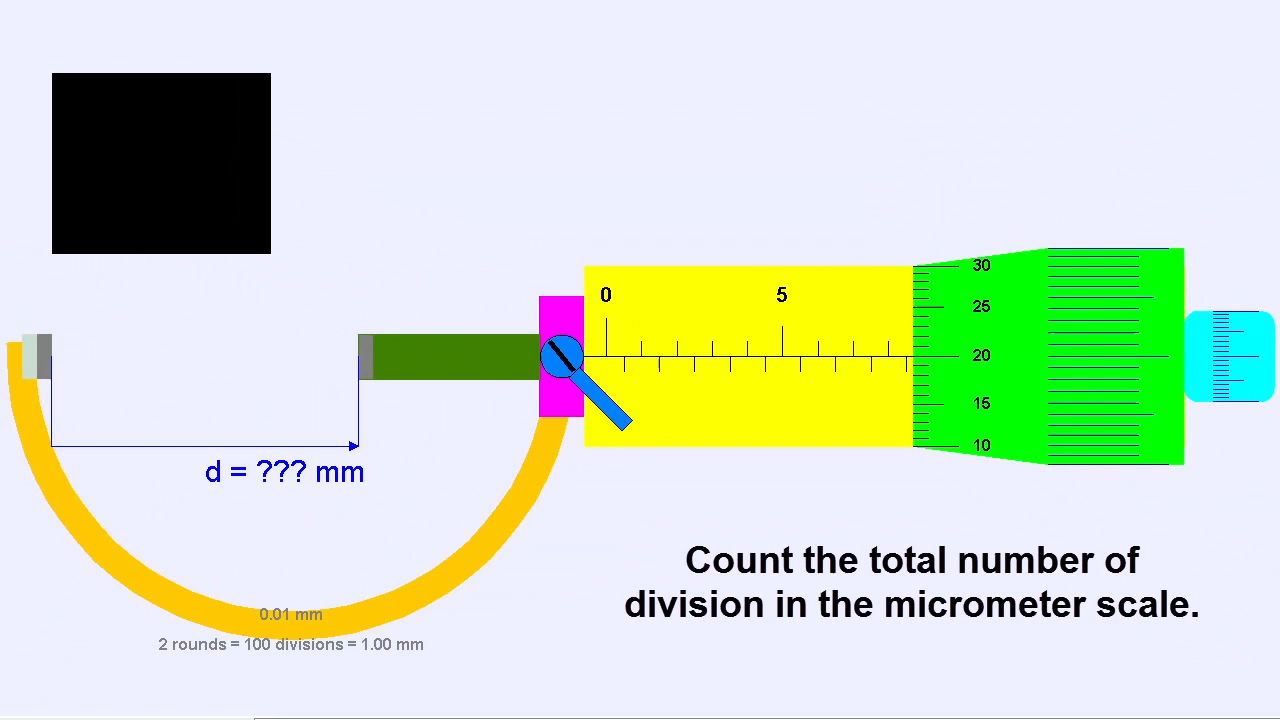 0 5
30
25
20
15
10
d = ??? mm
Count the total number of
division in the micrometer scale.
0.01 mm
2 rounds = 100 divisions = 1.00 mm